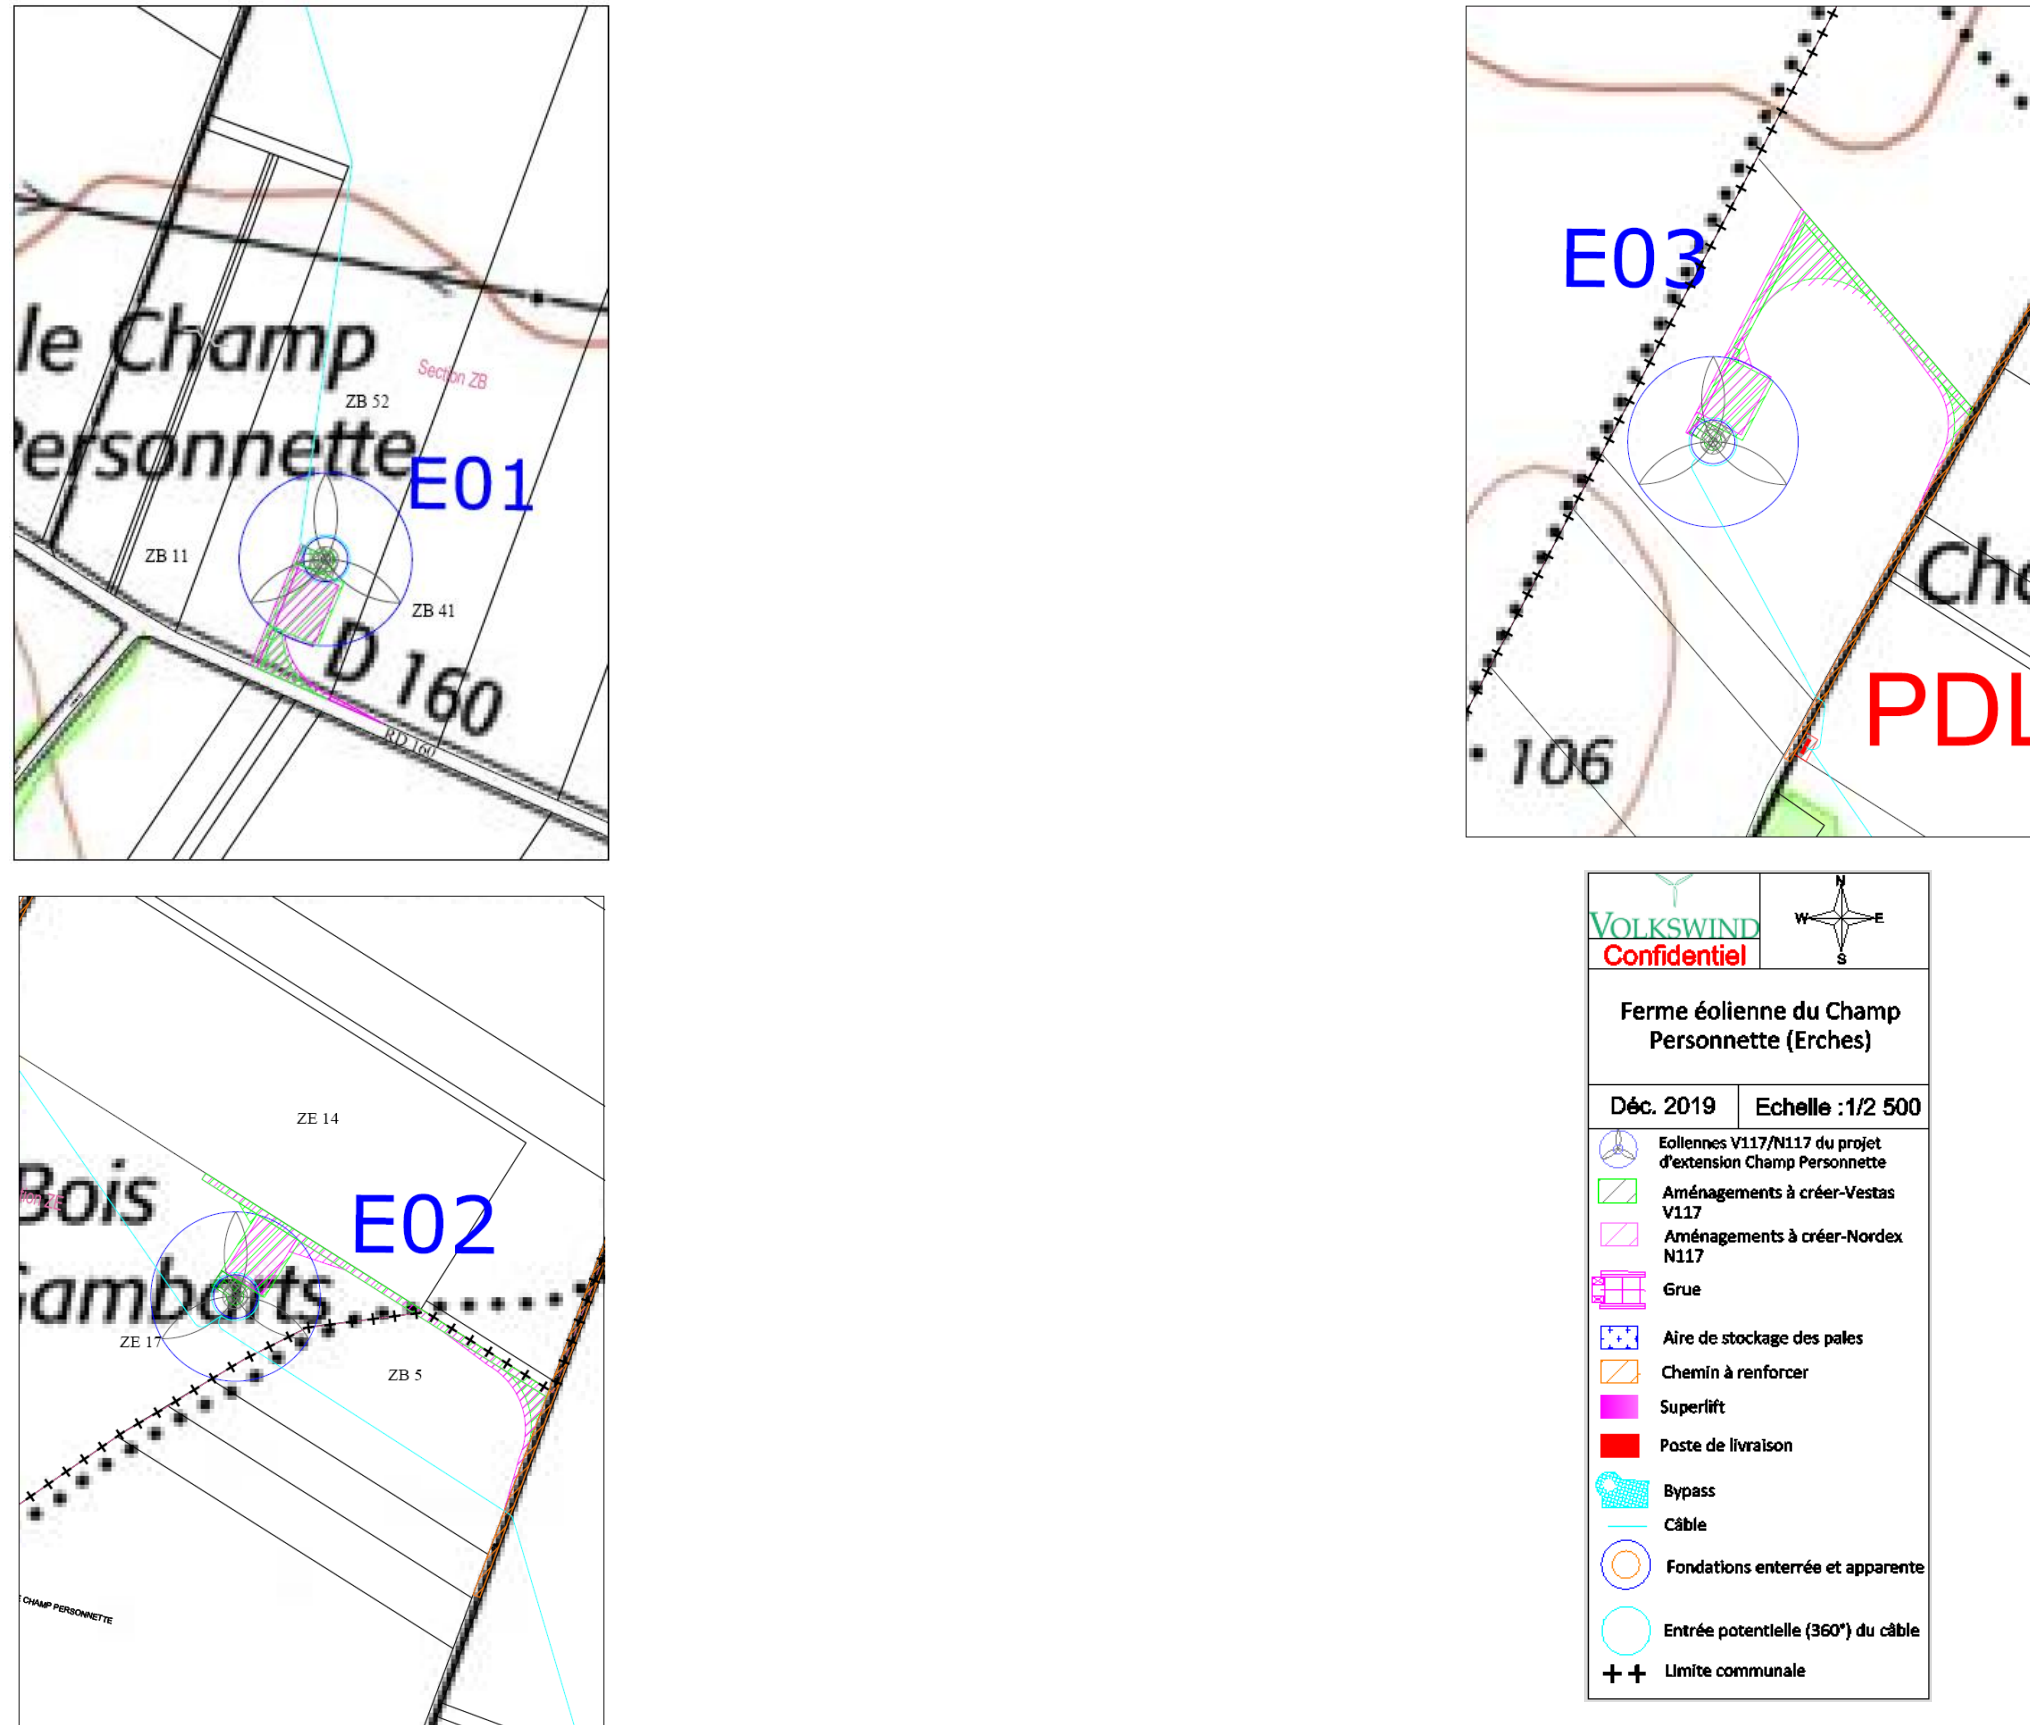 le Champ
Personnette
Section ZB
ZB 52
E01
ZB 11
ZB 41
D 160
RD 160
E03
Cho
PDL
106
ZE 14
Bois
E02
Gambarts
ZE 17
ZB 5
CHAMP PERSONNETTE
VOLKSWIND
Confidentiel
N
W
E
S
Ferme éolienne du Champ
Personnette (Erches)
Déc. 2019
Echelle :1/2 500
Eoliennes V117/N117 du projet
d'extension Champ Personnette
Aménagements à créer-Vestas
V117
Aménagements à créer-Nordex
N117
Grue
Aire de stockage des pales
Chemin à renforcer
Superlift
Poste de livraison
Bypass
Câble
Fondations enterrée et apparente
Entrée potentielle (360°) du câble
Limite communale